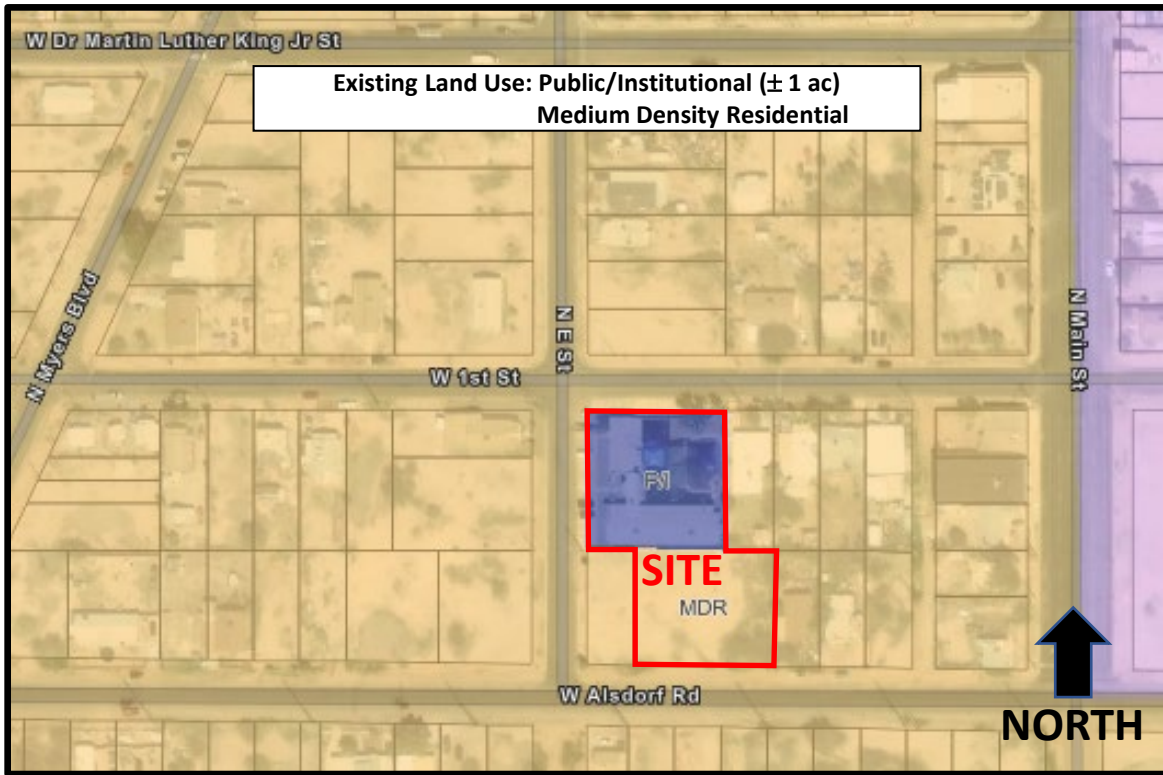 W Dr Martin Luther King Jr St
Existing Land Use: Public/Institutional (± 1 ac)
Medium Density Residential
N Myers Blvd
N E St
N Main St
W 1st St
P/I
SITE
MDR
W Alsdorf Rd
NORTH